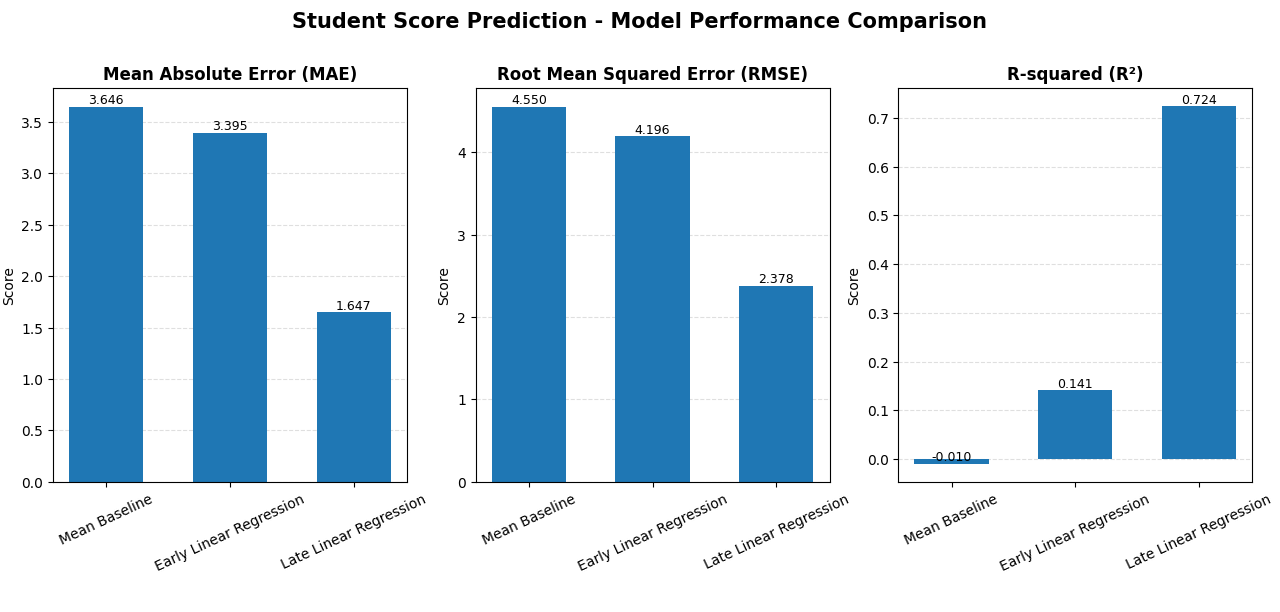 Student Score Prediction - Model Performance Comparison
Mean Absolute Error (MAE)
Score
3.5
3.0
2.5
2.0
1.5
1.0
0.5
0.0
3.646
3.395
1.647
Mean Baseline
Early Linear Regression
Late Linear Regression
Root Mean Squared Error (RMSE)
Score
4
3
2
1
0
4.550
4.196
2.378
Mean Baseline
Early Linear Regression
Late Linear Regression
R-squared (R²)
Score
0.7
0.6
0.5
0.4
0.3
0.2
0.1
0.0
-0.010
0.141
0.724
Mean Baseline
Early Linear Regression
Late Linear Regression